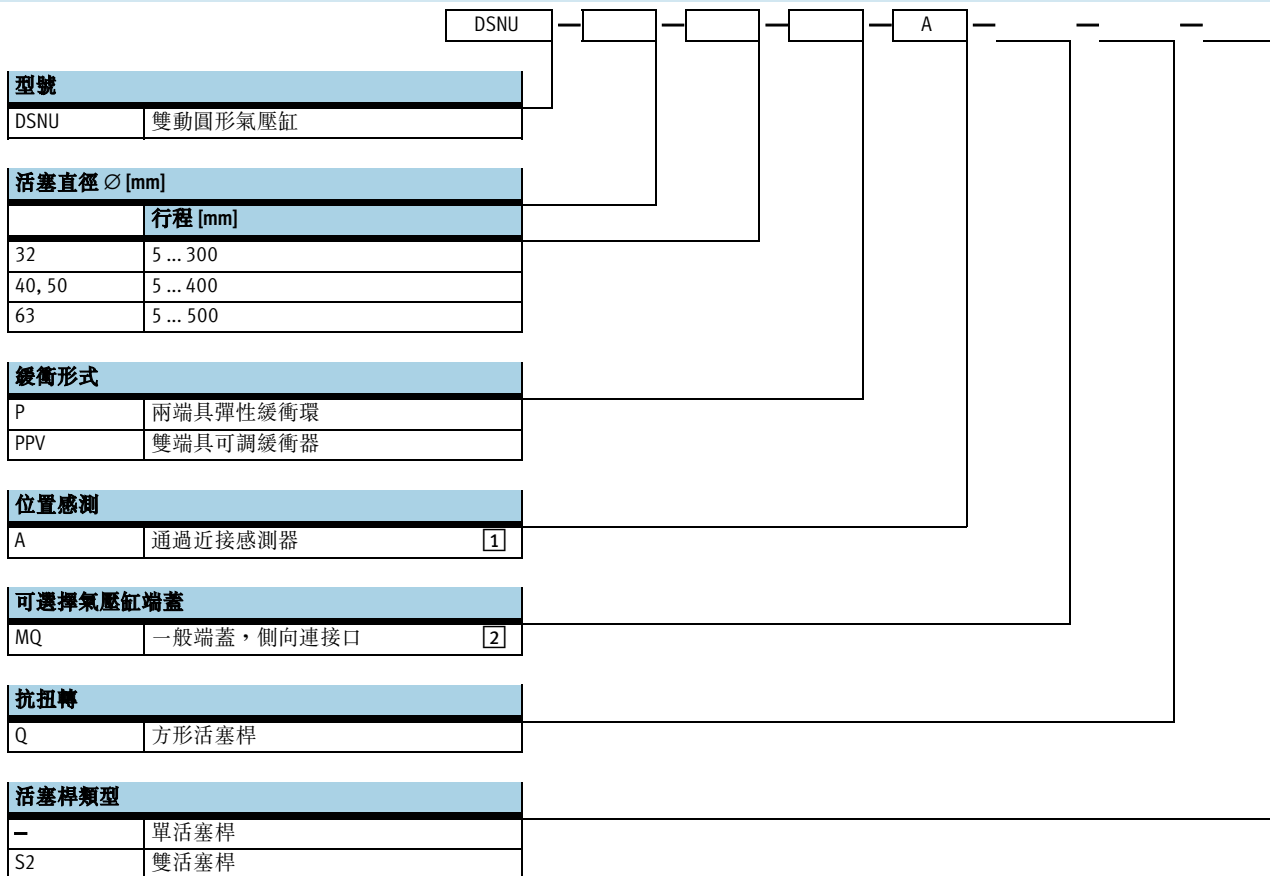 DSNU – – – – A – – –
型號
DSNU 雙動圓形氣壓缸
活塞直徑 ∅ [mm]
行程 [mm]
32 5 ... 300
40, 50 5 ... 400
63 5 ... 500
緩衝形式
P 兩端具彈性緩衝環
PPV 雙端具可調緩衝器
位置感測
A 通過近接感測器 1
可選擇氣壓缸端蓋
MQ 一般端蓋，側向連接口 2
抗扭轉
Q 方形活塞桿
活塞桿類型
– 單活塞桿
S2 雙活塞桿